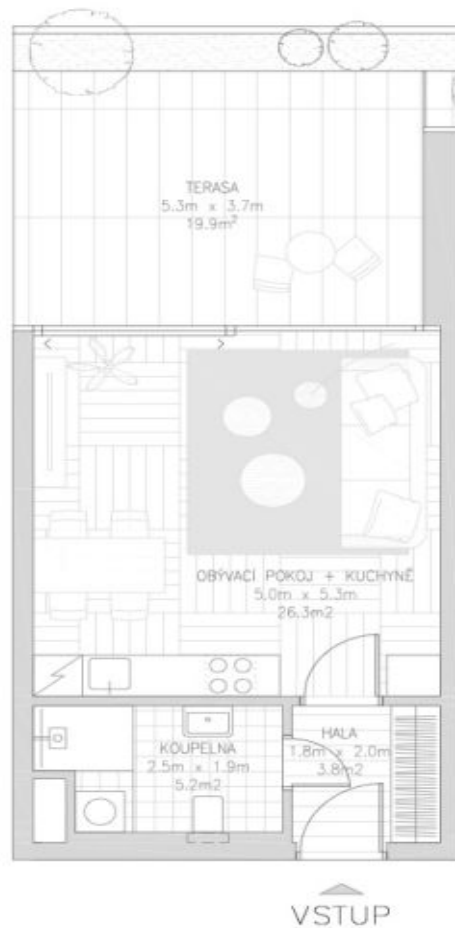 TERASA
5.3m x 3.7m
19.9m²
OBÝVACÍ POKOJ + KUCHYNĚ
5.0m x 5.3m
26.3m2
KOUPELNA
2.5m x 1.9m
5.2m2
HALA
1.8m x 2.0m
3.8m2
VSTUP